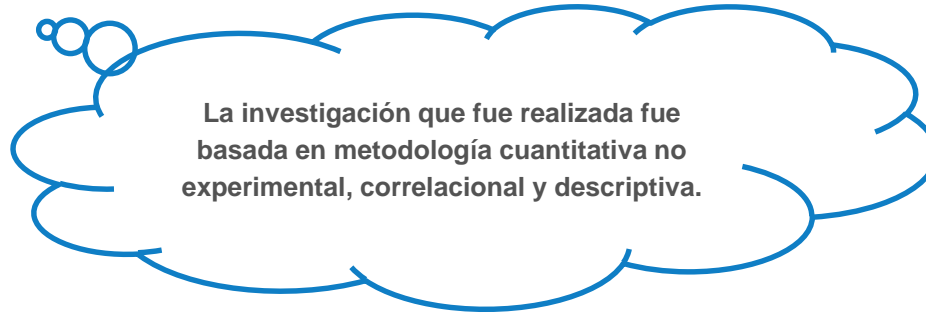 La investigación que fue realizada fue
basada en metodología cuantitativa no
experimental, correlacional y descriptiva.